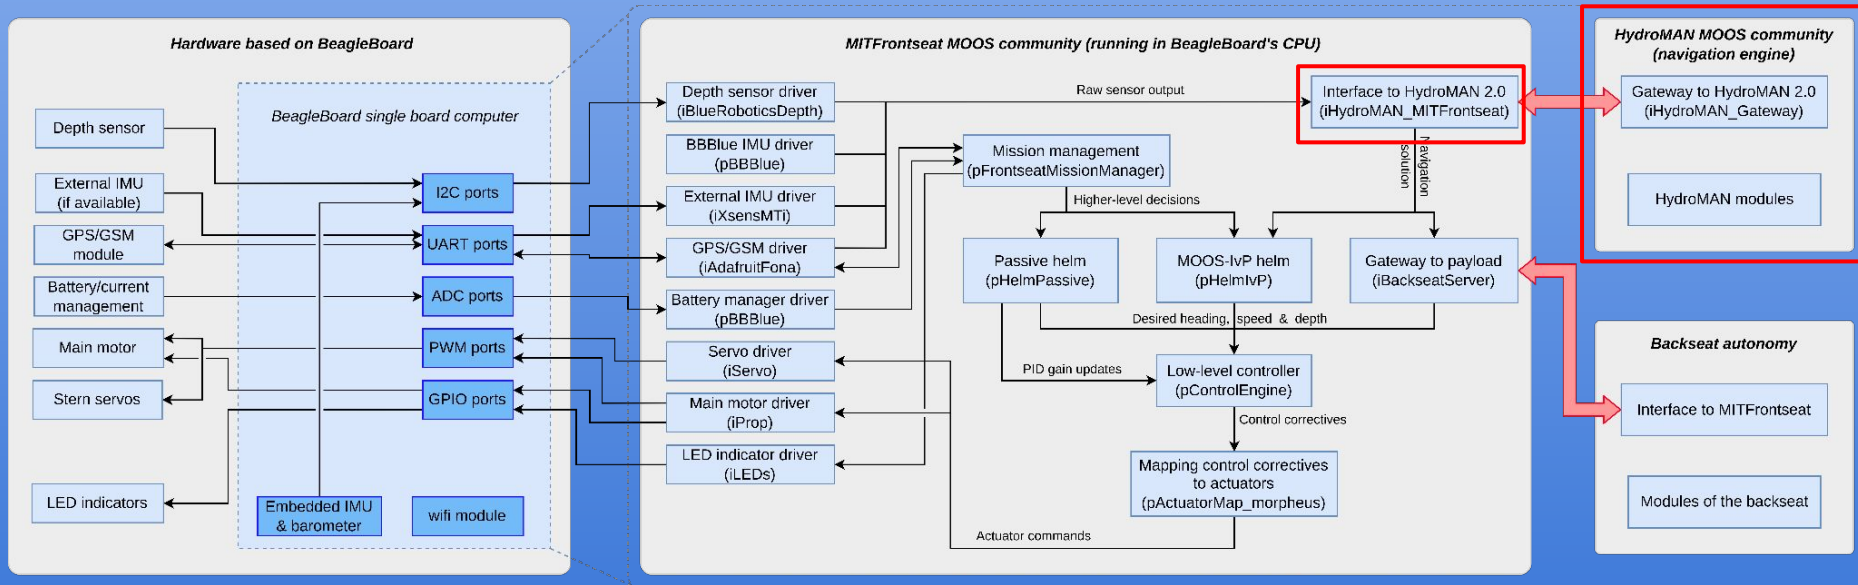 Hardware based on BeagleBoard
BeagleBoard single board computer
Depth sensor
External IMU
(if available)
GPS/GSM
module
Battery/current
management
Main motor
Stern servos
LED indicators
I2C ports
UART ports
ADC ports
PWM ports
GPIO ports
Embedded IMU
& barometer
wifi module
MITFrontseat MOOS community (running in BeagleBoard's CPU)
Depth sensor driver
(iBlueRoboticsDepth)
BBBlue IMU driver
(pBBBlue)
External IMU driver
(iXsensMTi)
GPS/GSM driver
(iAdafruitFona)
Battery manager driver
(pBBBlue)
Servo driver
(iServo)
Main motor driver
(iProp)
LED indicator driver
(iLEDs)
Raw sensor output
Mission management
(pFrontseatMissionManager)
Higher-level decisions
Interface to HydroMAN 2.0
(iHydroMAN_MITFrontseat)
Navigation
solution
Passive helm
(pHelmPassive)
MOOS-IvP helm
(pHelmIvP)
Gateway to payload
(iBackseatServer)
Desired heading, speed & depth
PID gain updates
Low-level controller
(pControlEngine)
Control correctives
Mapping control correctives
to actuators
(pActuatorMap_morpheus)
Actuator commands
HydroMAN MOOS community
(navigation engine)
Gateway to HydroMAN 2.0
(iHydroMAN_Gateway)
HydroMAN modules
Backseat autonomy
Interface to MITFrontseat
Modules of the backseat